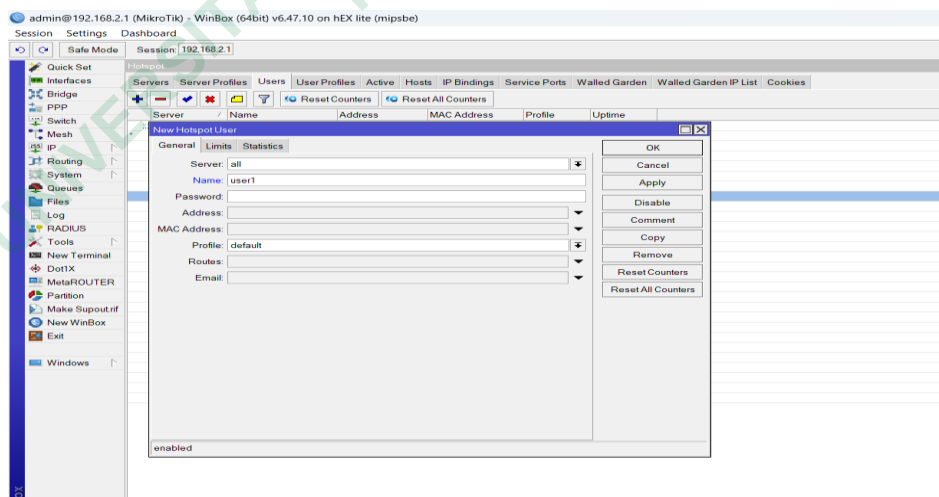 admin@192.168.2.1 (MikroTik) - WinBox (64bit) v6.47.10 on hEX lite (mipsbe)
Session Settings Dashboard
Safe Mode Session: 192.168.2.1
Quick Set
Interfaces
Bridge
PPP
Switch
Mesh
IP
Routing
System
Queues
Files
Log
RADIUS
Tools
New Terminal
Dot1X
MetaROUTER
Partition
Make Supout.rif
New WinBox
Exit
Windows
Hotspot
Servers Server Profiles Users User Profiles Active Hosts IP Bindings Service Ports Walled Garden Walled Garden IP List Cookies
Reset Counters Reset All Counters
Server Name Address MAC Address Profile Uptime
New Hotspot User
General Limits Statistics
Server: all
Name: user1
Password:
Address:
MAC Address:
Profile: default
Routes:
Email:
OK
Cancel
Apply
Disable
Comment
Copy
Remove
Reset Counters
Reset All Counters
enabled
UNIVERSITA